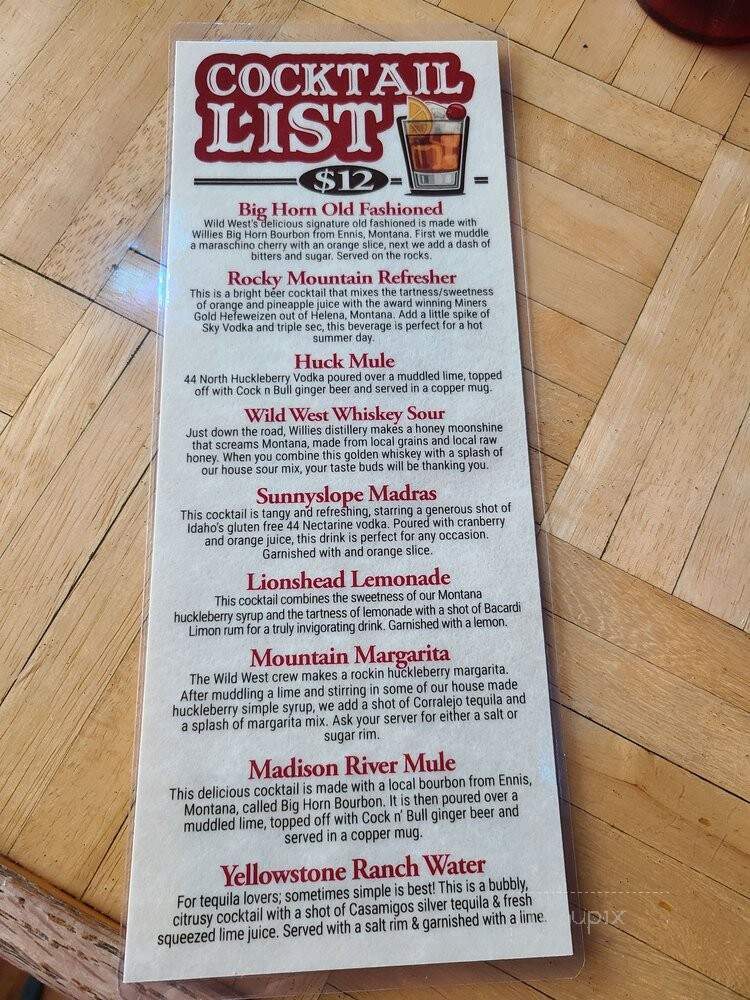 COCKTAIL
LIST
$12
Big Horn Old Fashioned
Wild West's delicious signature old fashioned is made with
Willies Big Horn Bourbon from Ennis, Montana. First we muddle
a maraschino cherry with an orange slice, next we add a dash of
bitters and sugar. Served on the rocks.
Rocky Mountain Refresher
This is a bright beer cocktail that mixes the tartness/sweetness
of orange and pineapple juice with the award winning Miners
Gold Hefeweizen out of Helena, Montana. Add a little spike of
Sky Vodka and triple sec, this beverage is perfect for a hot
summer day.
Huck Mule
44 North Huckleberry Vodka poured over a muddled lime, topped
off with Cock n Bull ginger beer and served in a copper mug.
Wild West Whiskey Sour
Just down the road, Willies distillery makes a honey moonshine
that screams Montana, made from local grains and local raw
honey. When you combine this golden whiskey with a splash of
our house sour mix, your taste buds will be thanking you.
Sunnyslope Madras
This cocktail is tangy and refreshing, starring a generous shot of
Idaho's gluten free 44 Nectarine vodka. Poured with cranberry
and orange juice, this drink is perfect for any occasion.
Garnished with and orange slice.
Lionshead Lemonade
This cocktail combines the sweetness of our Montana
huckleberry syrup and the tartness of lemonade with a shot of Bacardi
Limon rum for a truly invigorating drink. Garnished with a lemon.
Mountain Margarita
The Wild West crew makes a rockin huckleberry margarita.
After muddling a lime and stirring in some of our house made
huckleberry simple syrup, we add a shot of Corralejo tequila and
a splash of margarita mix. Ask your server for either a salt or
sugar rim.
Madison River Mule
This delicious cocktail is made with a local bourbon from Ennis,
Montana, called Big Horn Bourbon. It is then poured over a
muddled lime, topped off with Cock n' Bull ginger beer and
served in a copper mug.
Yellowstone Ranch Water
For tequila lovers; sometimes simple is best! This is a bubbly,
citrusy cocktail with a shot of Casamigos silver tequila & fresh
squeezed lime juice. Served with a salt rim & garnished with a lime.